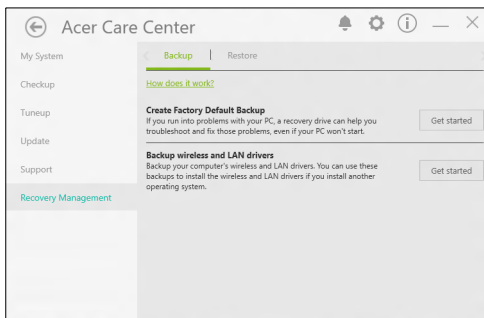 Acer Care Center
My System
Checkup
Tuneup
Update
Support
Recovery Management
Backup
Restore
How does it work?
Create Factory Default Backup
If you run into problems with your PC, a recovery drive can help you
troubleshoot and fix those problems, even if your PC won't start.
Get started
Backup wireless and LAN drivers
Backup your computer's wireless and LAN drivers. You can use these
backups to install the wireless and LAN drivers if you install another
operating system.
Get started